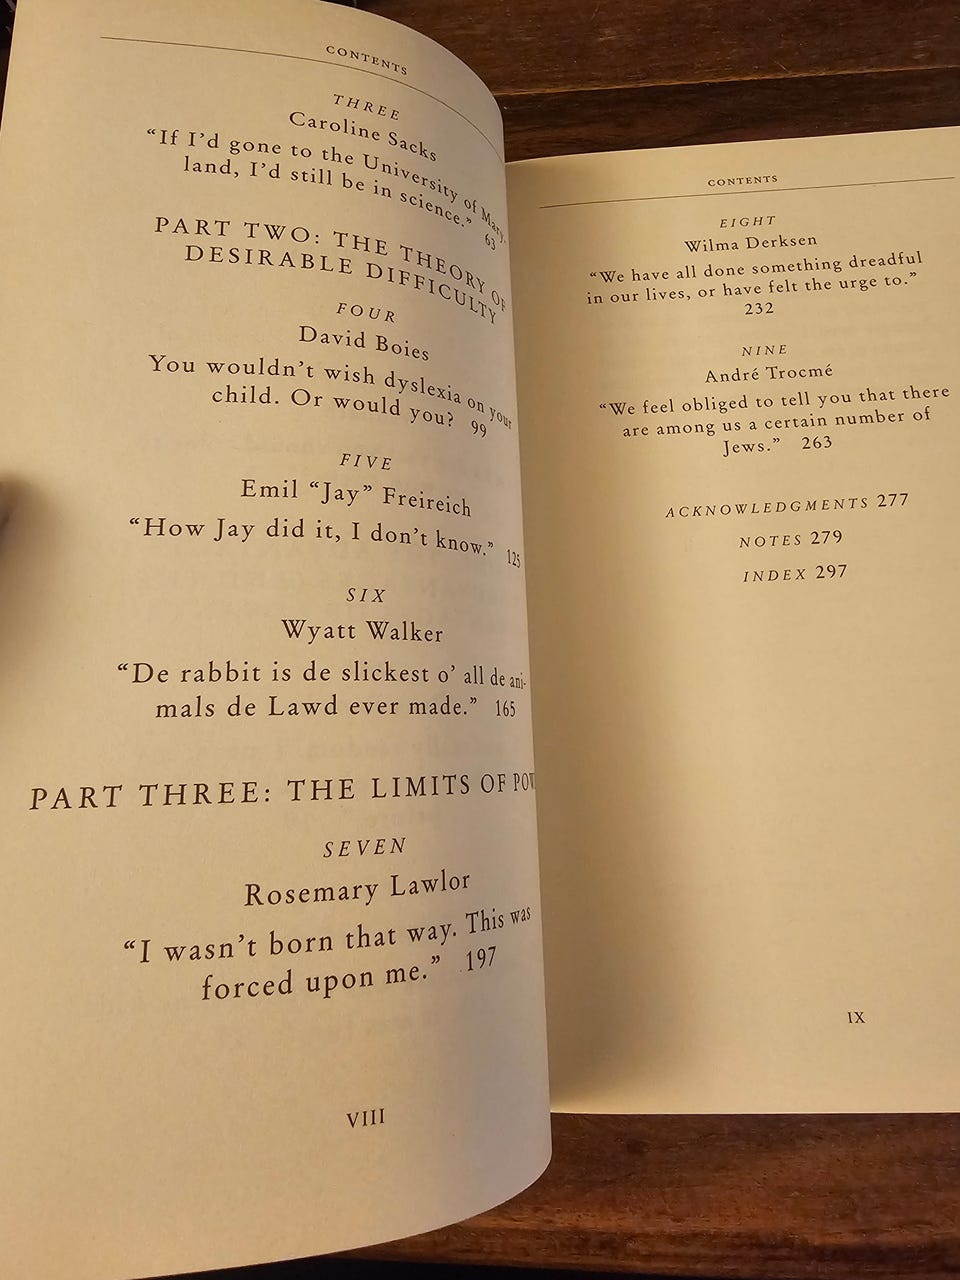 CONTENTS
THREE
Caroline Sacks
“If I’d gone to the University of Mary-
land, I’d still be in science.” 63
PART TWO: THE THEORY OF
DESIRABLE DIFFICULTY
FOUR
David Boies
You wouldn’t wish dyslexia on your
child. Or would you? 99
FIVE
Emil “Jay” Freireich
“How Jay did it, I don’t know.” 125
SIX
Wyatt Walker
“De rabbit is de slickest o’ all de ani-
mals de Lawd ever made.” 165
PART THREE: THE LIMITS OF
SEVEN
Rosemary Lawlor
“I wasn’t born that way. This was
forced upon me.” 197
VIII
CONTENTS
EIGHT
Wilma Derksen
“We have all done something dreadful
in our lives, or have felt the urge to.”
232
NINE
André Trocmé
“We feel obliged to tell you that there
are among us a certain number of
Jews.” 263
ACKNOWLEDGMENTS 277
NOTES 279
INDEX 297
IX